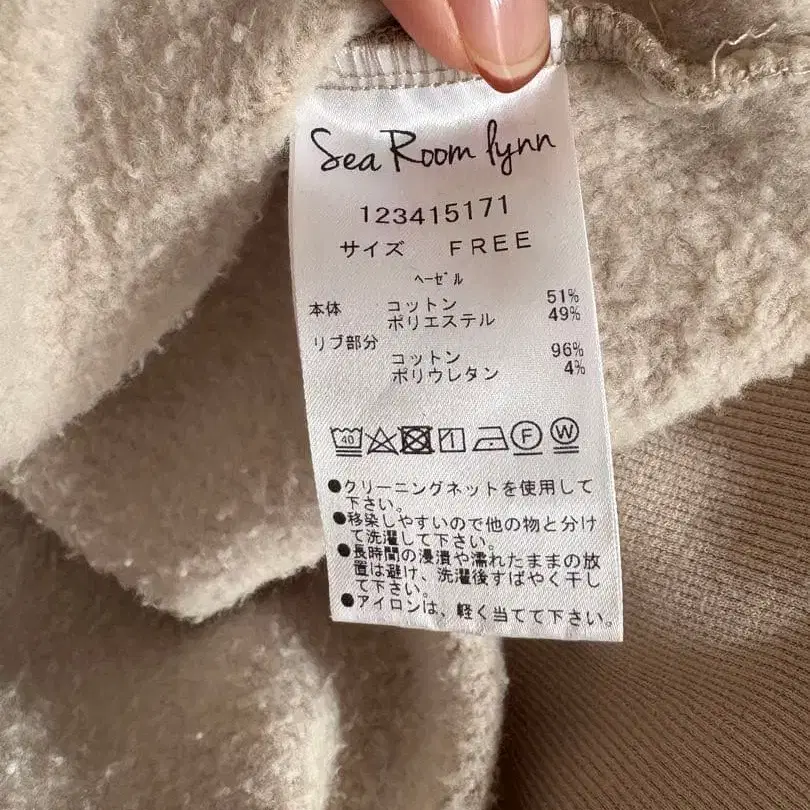 Sea Room lynn
123415171
サイズ FREE
ヘーゼル
本体 コットン 51%
ポリエステル 49%
リブ部分
コットン 96%
ポリウレタン 4%
40 F W
●クリーニングネットを使用して
下さい。
●移染しやすいので他の物と分け
て洗濯して下さい。
●長時間の浸漬や濡れたままの放
置は避け、洗濯後すばやく干し
て下さい。
●アイロンは、軽く当てて下さい。